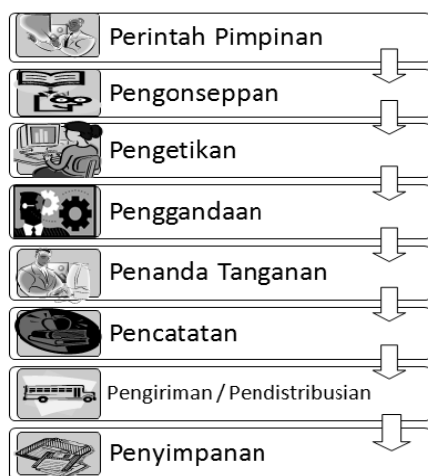 Perintah Pimpinan
Pengonseppan
Pengetikan
Penggandaan
Penanda Tanganan
Pencatatan
Pengiriman / Pendistribusian
Penyimpanan